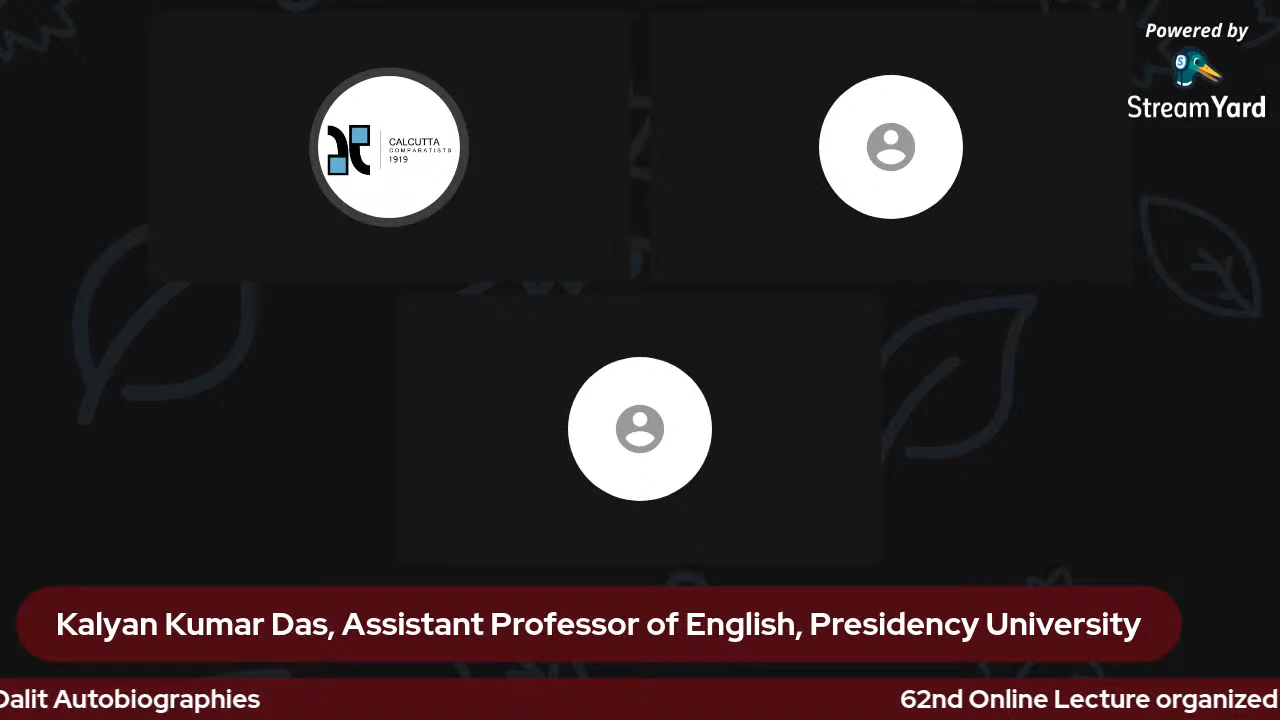 Powered by
StreamYard
CALCUTTA
COMPARATISTS
1919
Kalyan Kumar Das, Assistant Professor of English, Presidency University
Dalit Autobiographies
62nd Online Lecture organized